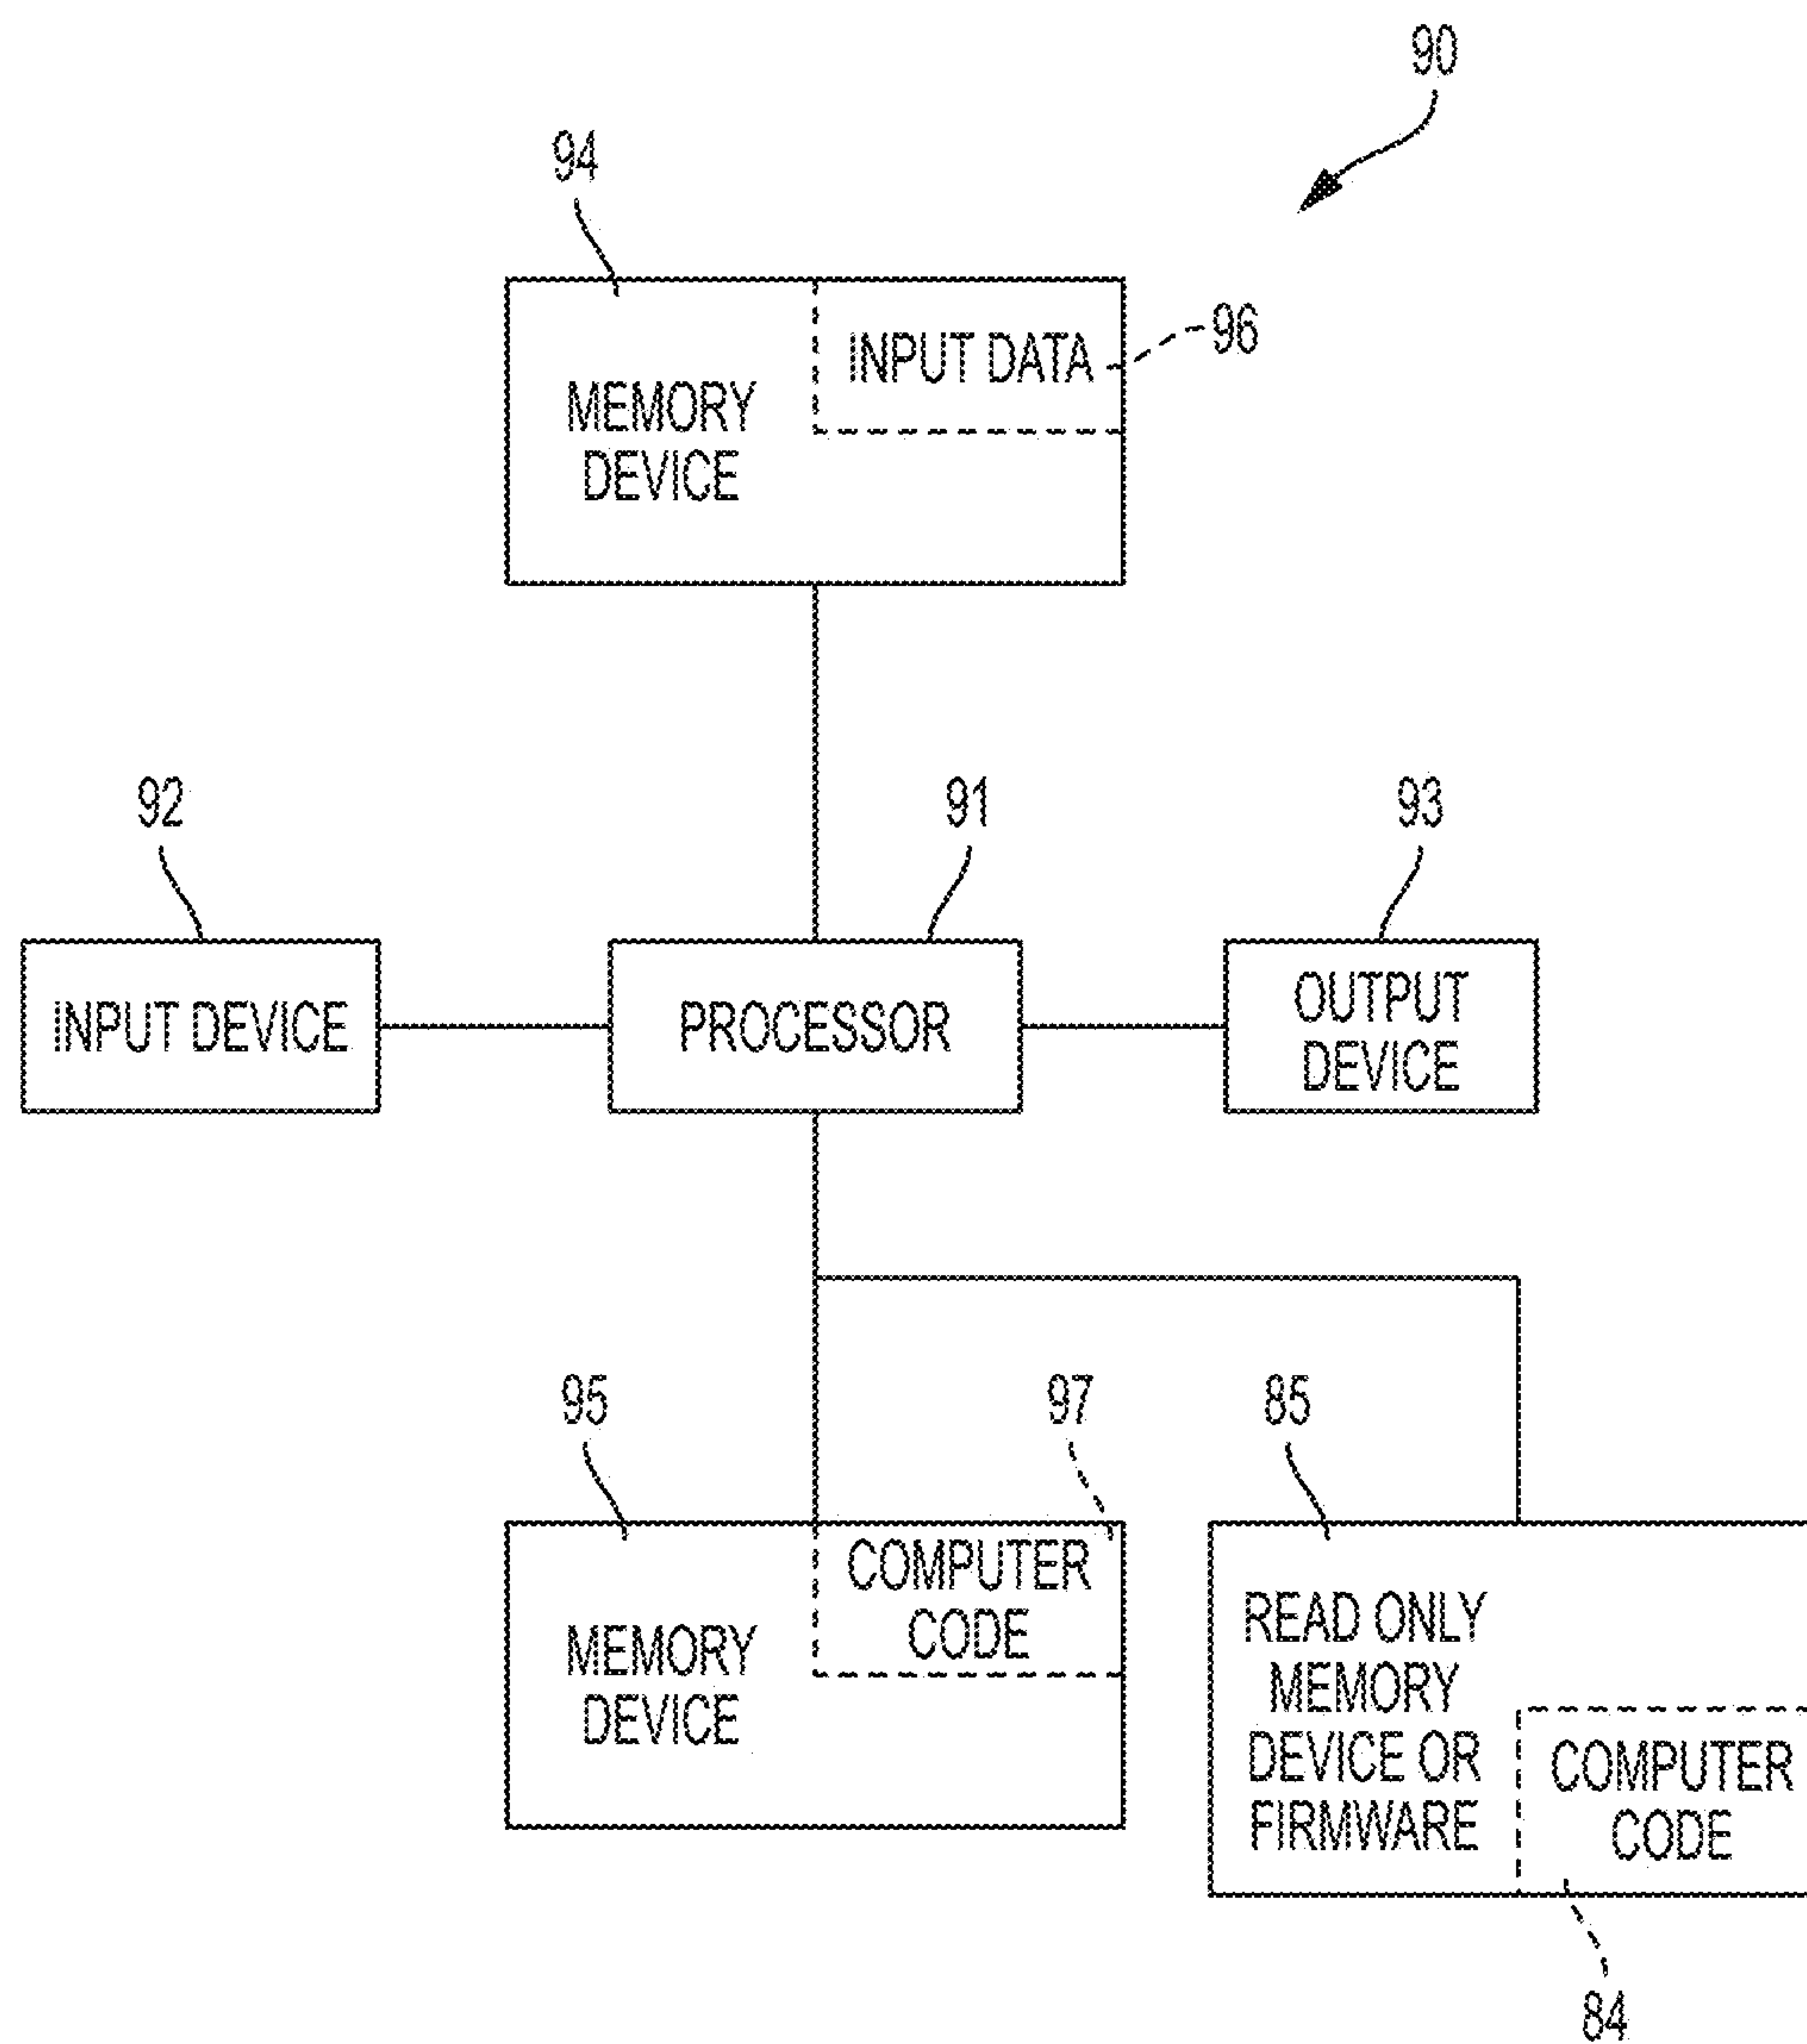 90
94
INPUT DATA
96
MEMORY
DEVICE
92
91
93
INPUT DEVICE
PROCESSOR
OUTPUT
DEVICE
95
97
85
COMPUTER
CODE
MEMORY
DEVICE
READ ONLY
MEMORY
DEVICE OR
FIRMWARE
COMPUTER
CODE
84